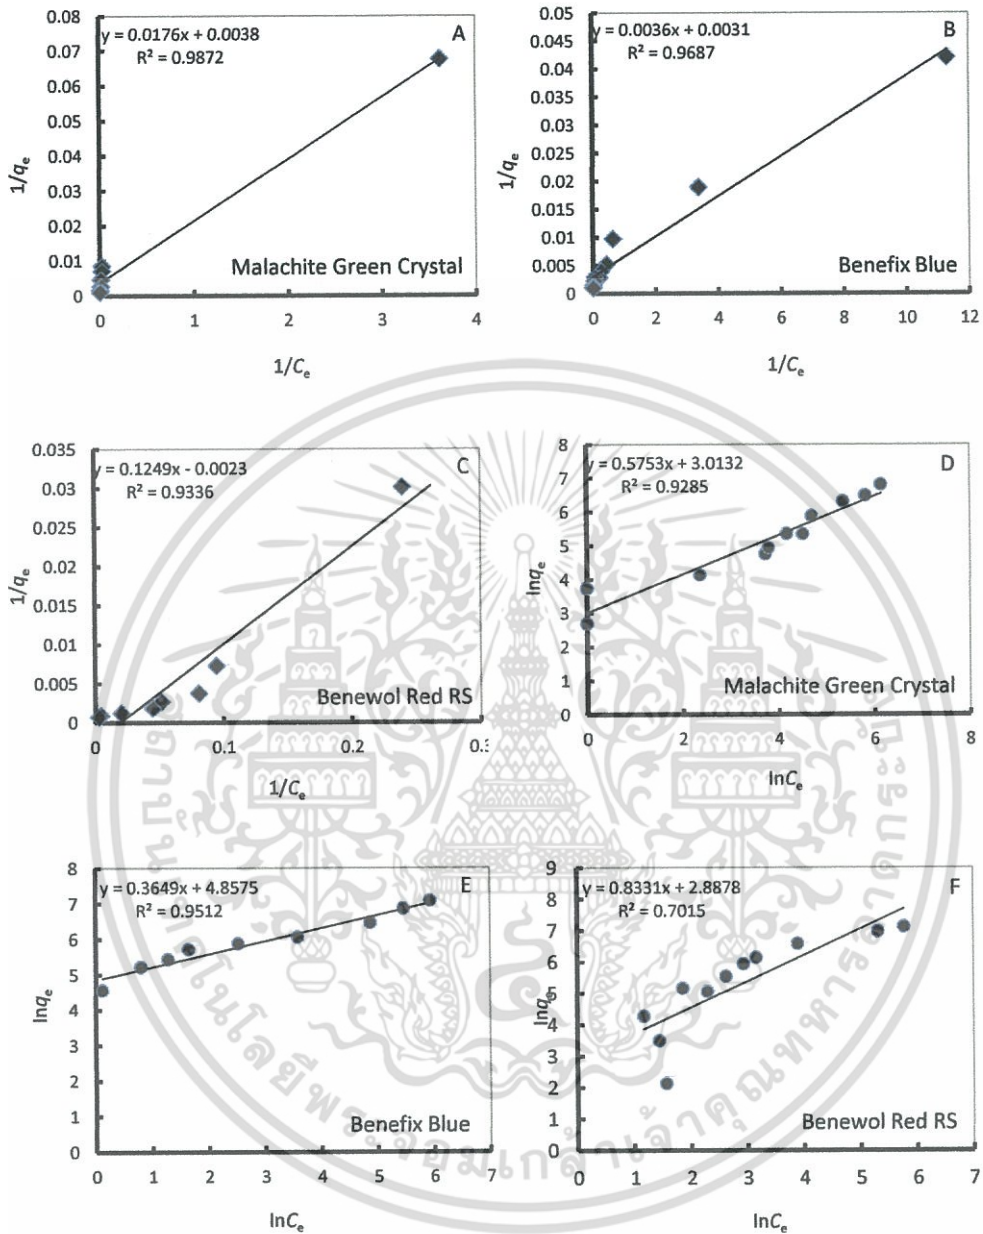 0.08
0.07
0.06
0.05
0.04
0.03
0.02
0.01
0
y = 0.0176x + 0.0038
R² = 0.9872
A
1/qe
Malachite Green Crystal
0 1 2 3 4
1/Ce
0.05
0.045
0.04
0.035
0.03
0.025
0.02
0.015
0.01
0.005
0
y = 0.0036x + 0.0031
R² = 0.9687
B
1/qe
Benefix Blue
0 2 4 6 8 10 12
1/Ce
0.035
0.03
0.025
0.02
0.015
0.01
0.005
0
y = 0.1249x - 0.0023
R² = 0.9336
C
1/qe
Benewol Red RS
0 0.1 0.2
1/Ce
8
7
6
5
4
3
2
1
0
y = 0.5753x + 3.0132
R² = 0.9285
D
lnqe
Malachite Green Crystal
0 2 4 6 8
lnCe
8
7
6
5
4
3
2
1
0
y = 0.3649x + 4.8575
R² = 0.9512
E
lnqe
Benefix Blue
0 1 2 3 4 5 6 7
lnCe
9
8
7
6
5
4
3
2
1
0
y = 0.8331x + 2.8878
R² = 0.7015
F
lnqe
Benewol Red RS
0 1 2 3 4 5 6 7
lnCe